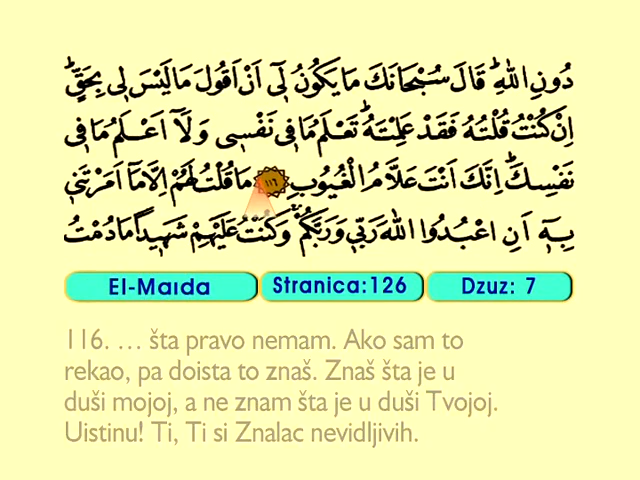 دُونِ اللّٰهِ ۚ قَالَ سُبْحَانَكَ مَا يَكُونُ لٖٓي اَنْ اَقُولَ مَا لَيْسَ لٖي بِحَقٍّ ۜ
اِنْ كُنْتُ قُلْتُهُ فَقَدْ عَلِمْتَهُ ۜ تَعْلَمُ مَا فٖي نَفْسٖي وَلَٓا اَعْلَمُ مَا فٖي
نَفْسِكَ ۜ اِنَّكَ اَنْتَ عَلَّامُ الْغُيُوبِ ١١٦ مَا قُلْتُ لَهُمْ اِلَّا مَٓا اَمَرْتَنٖي
بِهٖٓ اَنِ اعْبُدُوا اللّٰهَ رَبّٖي وَرَبَّكُمْ ۚ وَكُنْتُ عَلَيْهِمْ شَهٖيدًا مَا دُمْتُ
El-Maıda Stranica:126 Dzuz: 7
116. ... šta pravo nemam. Ako sam to
rekao, pa doista to znaš. Znaš šta je u
duši mojoj, a ne znam šta je u duši Tvojoj.
Uistinu! Ti, Ti si Znalac nevidljivih.